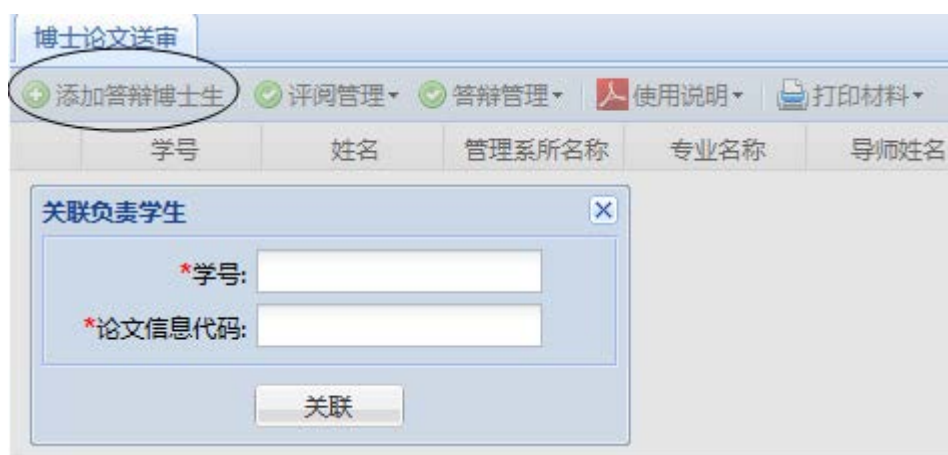 博士论文送审
添加答辩博士生 评阅管理 答辩管理 使用说明 打印材料
学号 姓名 管理系所名称 专业名称 导师姓名
关联负责学生
*学号:
*论文信息代码:
关联